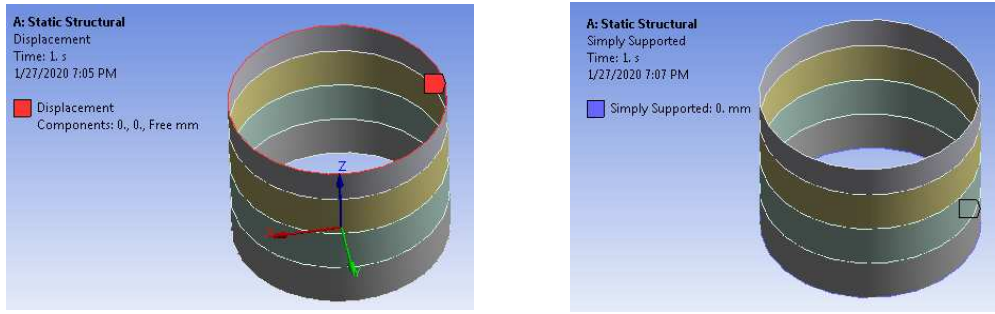 A: Static Structural
Displacement
Time: 1. s
1/27/2020 7:05 PM
Displacement
Components: 0., 0., Free mm
Z
A: Static Structural
Simply Supported
Time: 1. s
1/27/2020 7:07 PM
Simply Supported: 0. mm